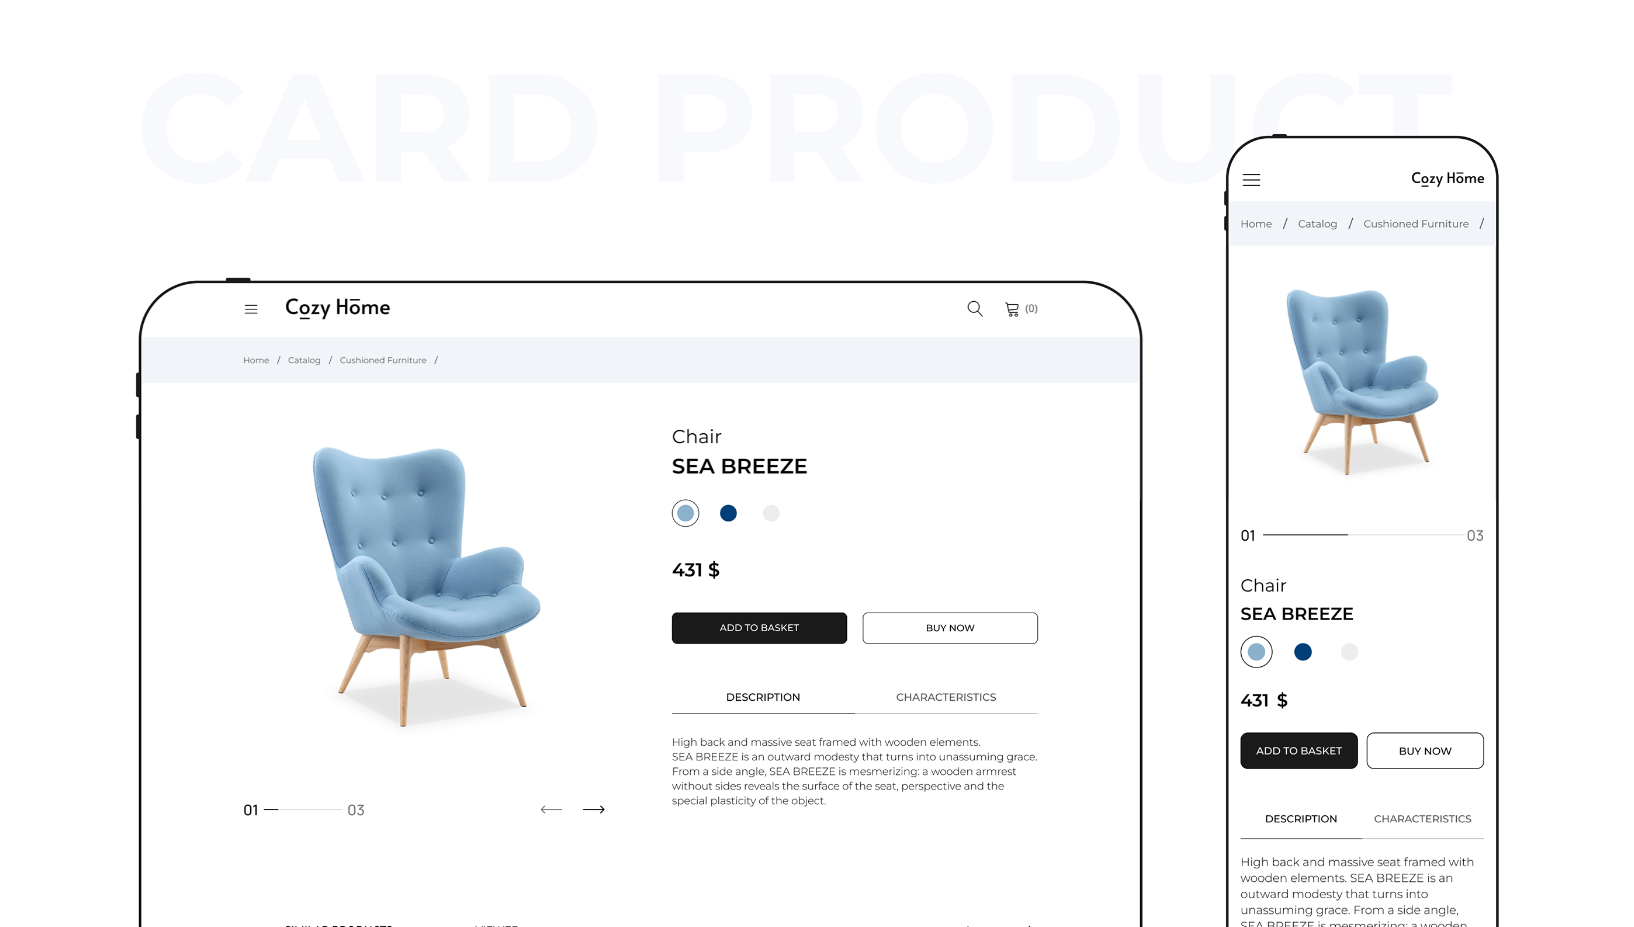 CARD PRODUCT
Cozy Home
(0)
Home / Catalog / Cushioned Furniture /
Chair
SEA BREEZE
431 $
ADD TO BASKET
BUY NOW
DESCRIPTION
CHARACTERISTICS
High back and massive seat framed with wooden elements.
SEA BREEZE is an outward modesty that turns into unassuming grace.
From a side angle, SEA BREEZE is mesmerizing: a wooden armrest
without sides reveals the surface of the seat, perspective and the
special plasticity of the object.
01
03
Cozy Home
Home / Catalog / Cushioned Furniture /
01
03
Chair
SEA BREEZE
431 $
ADD TO BASKET
BUY NOW
DESCRIPTION
CHARACTERISTICS
High back and massive seat framed with
wooden elements. SEA BREEZE is an
outward modesty that turns into
unassuming grace. From a side angle,
SEA BREEZE is mesmerizing: a wooden